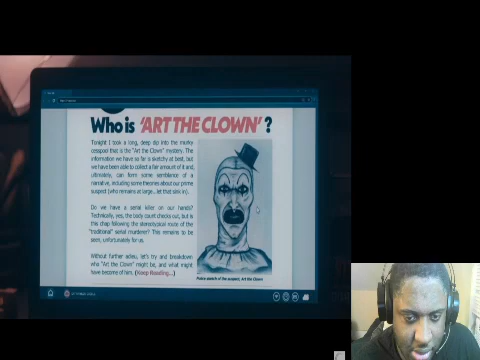 Who is 'ART THE CLOWN' ?
Tonight I took a long, deep dip into the murky
cesspool that is the "Art the Clown" mystery. The
information we have so far is sketchy at best, but
we have been able to collect a fair amount of it and
ultimately, can form some semblance of a
narrative, including some theories about our prime
suspect (who remains at large.. let that sink in).
Do we have a serial killer on our hands?
Technically, yes, the body count checks out, but is
this chap following the stereotypical route of the
"traditional" serial murderer? This remains to be
seen, unfortunately for us.
Without further adieu, let's try and breakdown
who "Art the Clown" might be, and what might
have become of him. (Keep Reading...)
Police sketch of the suspect, Art the Clown